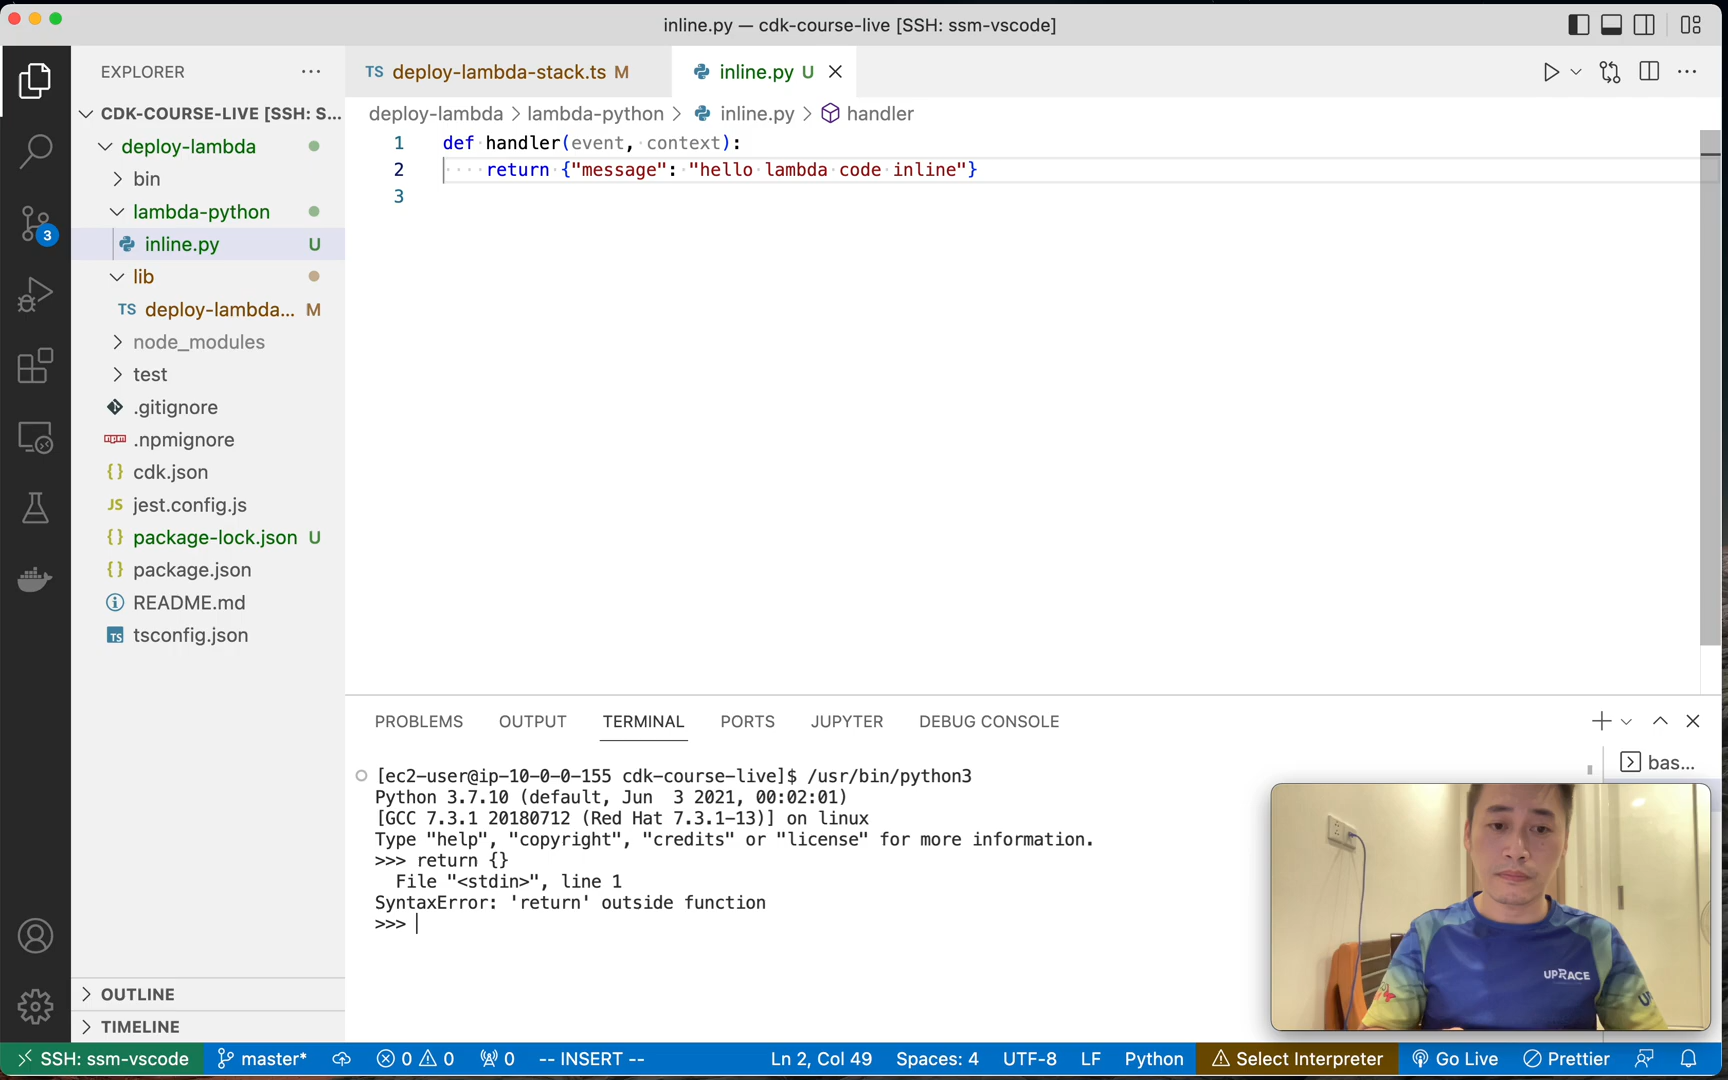 inline.py — cdk-course-live [SSH: ssm-vscode]
EXPLORER
CDK-COURSE-LIVE [SSH: S...
deploy-lambda
bin
lambda-python
inline.py U
lib
TS deploy-lambda... M
node_modules
test
.gitignore
npm .npmignore
{} cdk.json
JS jest.config.js
{} package-lock.json U
{} package.json
README.md
TS tsconfig.json
OUTLINE
TIMELINE
3
TS deploy-lambda-stack.ts M
inline.py U
deploy-lambda > lambda-python > inline.py > handler
1 def handler(event, context):
2 return {"message": "hello lambda code inline"}
3
PROBLEMS OUTPUT TERMINAL PORTS JUPYTER DEBUG CONSOLE
bas...
[ec2-user@ip-10-0-0-155 cdk-course-live]$ /usr/bin/python3
Python 3.7.10 (default, Jun  3 2021, 00:02:01)
[GCC 7.3.1 20180712 (Red Hat 7.3.1-13)] on linux
Type "help", "copyright", "credits" or "license" for more information.
>>> return {}
File "<stdin>", line 1
SyntaxError: 'return' outside function
>>>
UPRACE
SSH: ssm-vscode master* 0 0 0 -- INSERT -- Ln 2, Col 49 Spaces: 4 UTF-8 LF Python Select Interpreter Go Live Prettier